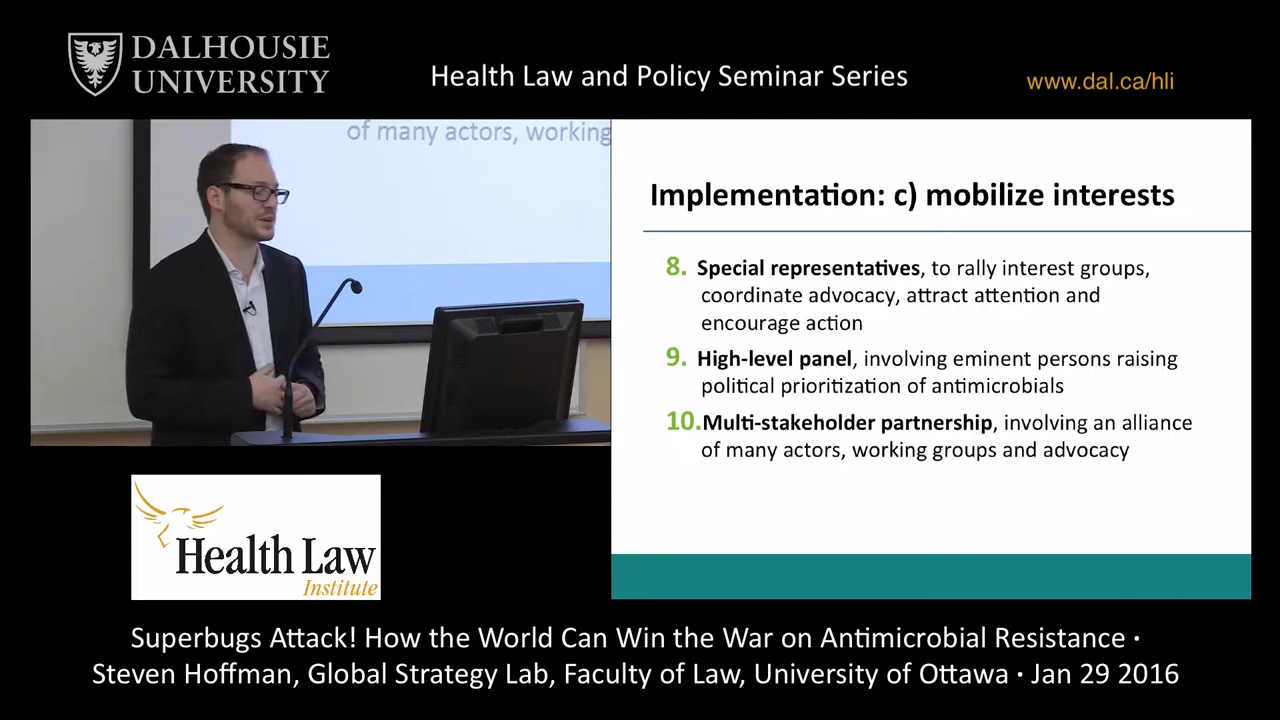 DALHOUSIE
UNIVERSITY
Health Law and Policy Seminar Series
www.dal.ca/hli
of many actors, working
Implementation: c) mobilize interests
8. Special representatives, to rally interest groups,
coordinate advocacy, attract attention and
encourage action
9. High-level panel, involving eminent persons raising
political prioritization of antimicrobials
10.Multi-stakeholder partnership, involving an alliance
of many actors, working groups and advocacy
Health Law
Institute
Superbugs Attack! How the World Can Win the War on Antimicrobial Resistance •
Steven Hoffman, Global Strategy Lab, Faculty of Law, University of Ottawa • Jan 29 2016